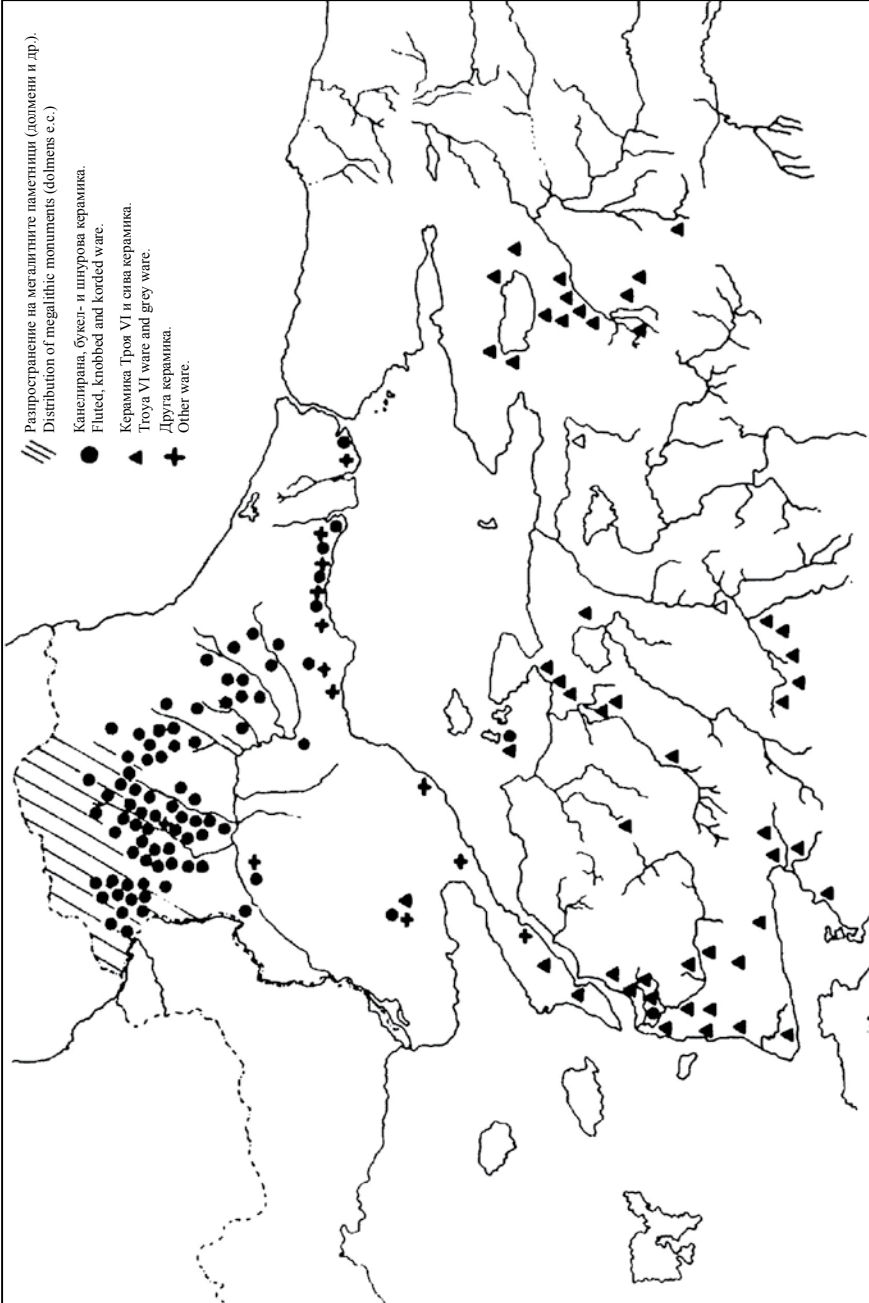 Разпространение на мегалитните паметници (долмени и др.).
Distribution of megalithic monuments (dolmens e.c.)
Канелирана, букел- и шнурова керамика.
Fluted, knobbed and korded ware.
Керамика Троя VI и сива керамика.
Troya VI ware and grey ware.
Друга керамика.
Other ware.